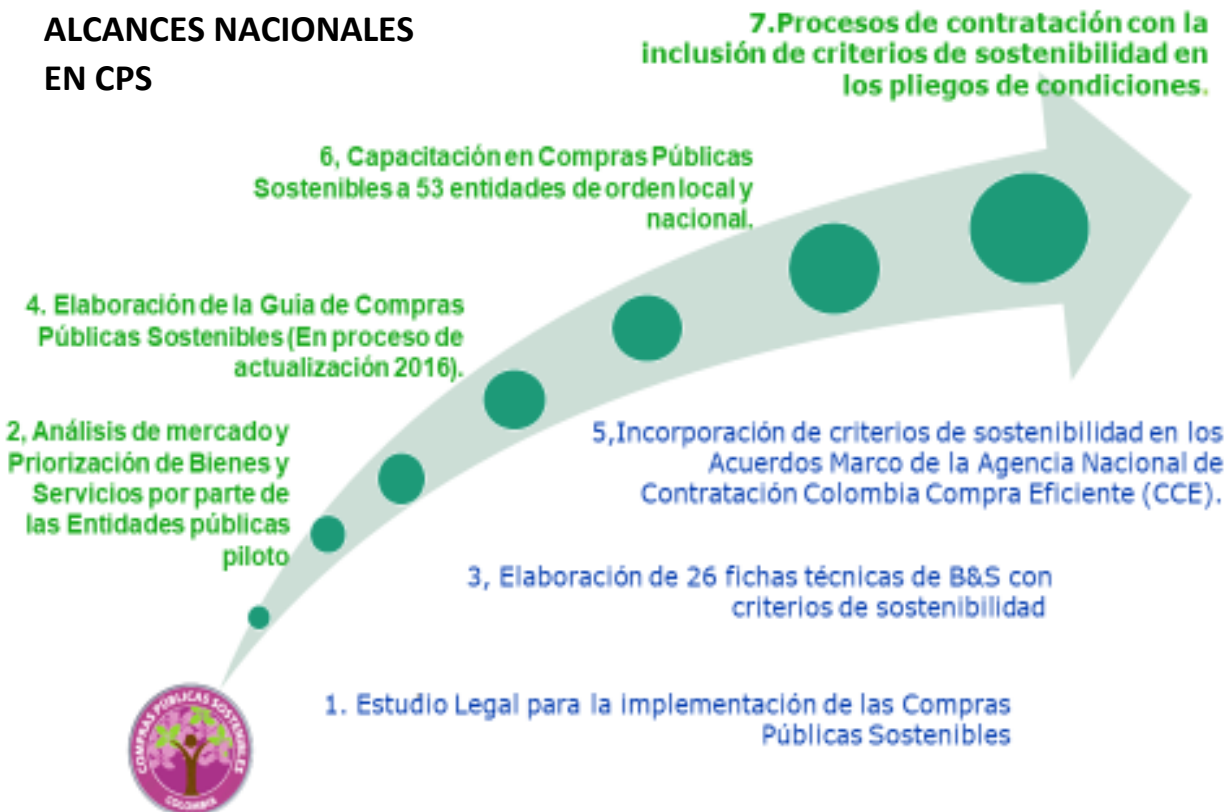 ALCANCES NACIONALES
EN CPS
7.Procesos de contratación con la
inclusión de criterios de sostenibilidad en
los pliegos de condiciones.
6, Capacitación en Compras Públicas
Sostenibles a 53 entidades de orden local y
nacional.
4. Elaboración de la Guía de Compras
Públicas Sostenibles (En proceso de
actualización 2016).
2, Análisis de mercado y
Priorización de Bienes y
Servicios por parte de
las Entidades públicas
piloto
5,Incorporación de criterios de sostenibilidad en los
Acuerdos Marco de la Agencia Nacional de
Contratación Colombia Compra Eficiente (CCE).
3, Elaboración de 26 fichas técnicas de B&S con
criterios de sostenibilidad
1. Estudio Legal para la implementación de las Compras
Públicas Sostenibles
COMPRAS PÚBLICAS SOSTENIBLES
COLOMBIA